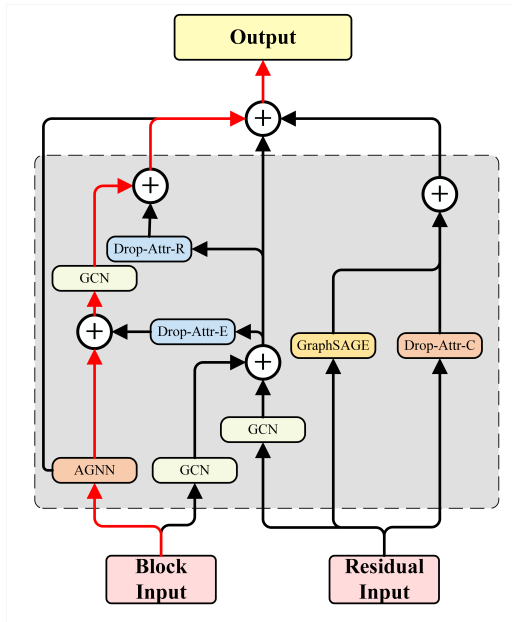 Output
+
+
+
Drop-Attr-R
GCN
+
Drop-Attr-E
+
GraphSAGE
Drop-Attr-C
GCN
AGNN
GCN
Block
Input
Residual
Input